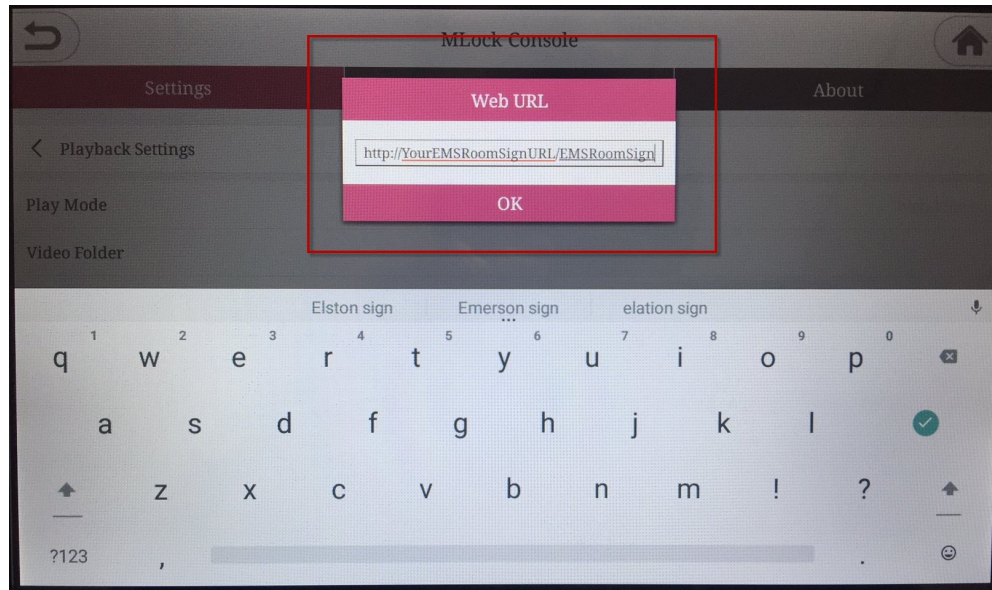 MLock Console
Settings
About
Web URL
http://YourEMSRoomSignURL/EMSRoomSign
OK
Playback Settings
Play Mode
Video Folder
Elston sign Emerson sign elation sign
1 2 3 4 5 6 7 8 9 0
q w e r t y u i o p
a s d f g h j k l
z x c v b n m ! ?
?123 , .